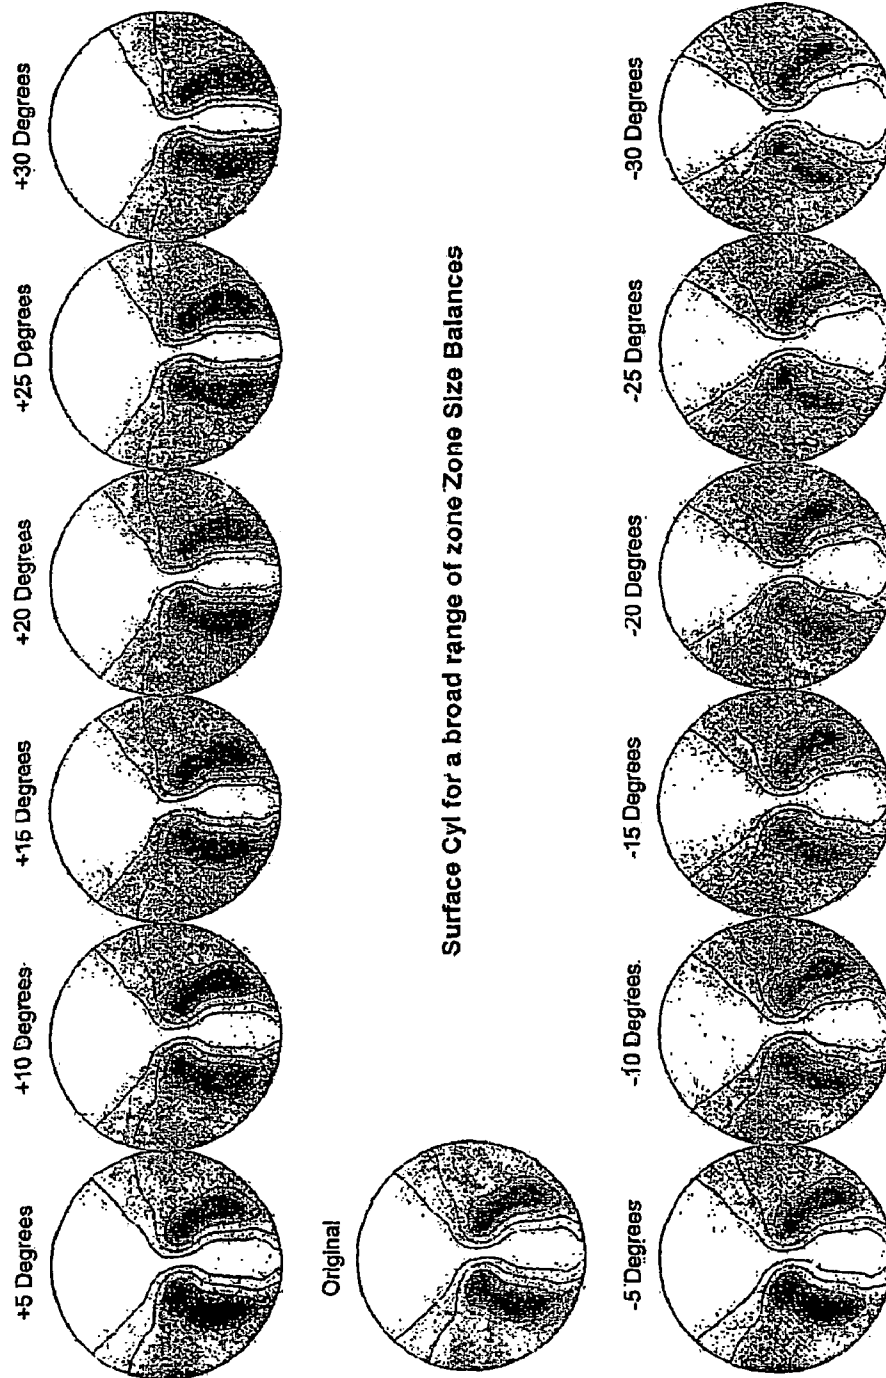 +5 Degrees
+10 Degrees
+15 Degrees
+20 Degrees
+25 Degrees
+30 Degrees
Original
Surface Cyl for a broad range of zone Zone Size Balances
-5 Degrees
-10 Degrees.
-15 Degrees
-20 Degrees
-25 Degrees
-30 Degrees